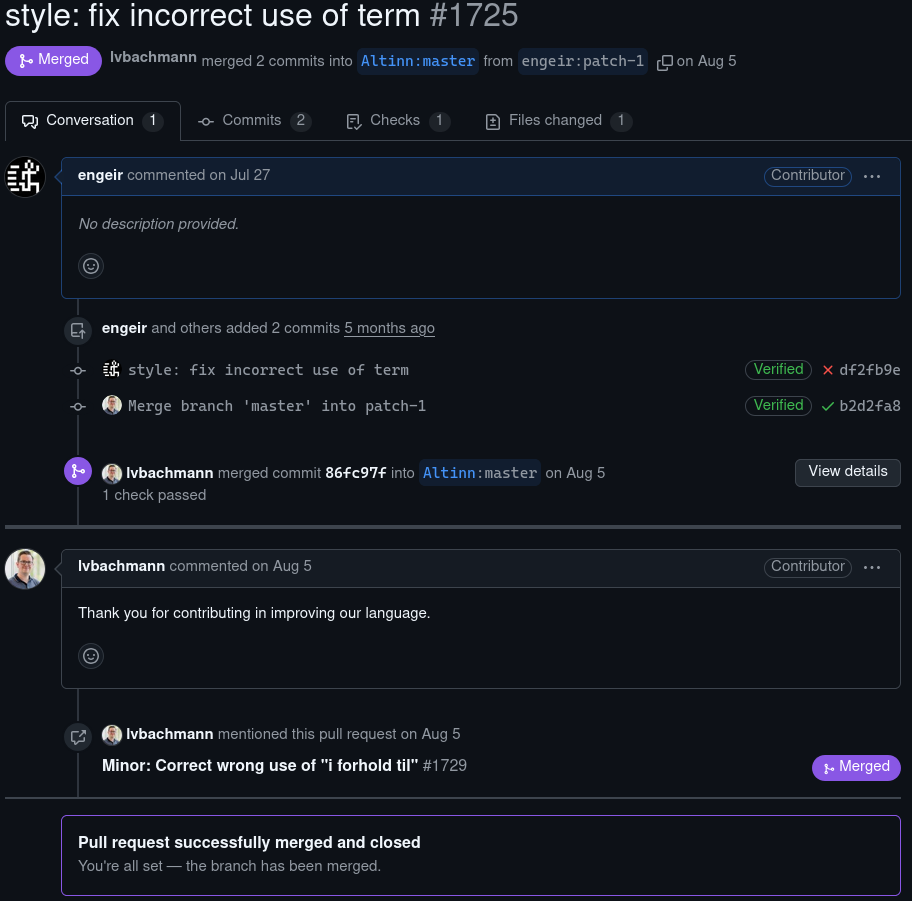 style: fix incorrect use of term #1725
Merged lvbachmann merged 2 commits into Altinn:master from engeir:patch-1 on Aug 5
Conversation 1 Commits 2 Checks 1 Files changed 1
engeir commented on Jul 27 Contributor ...
No description provided.
engeir and others added 2 commits 5 months ago
style: fix incorrect use of term Verified df2fb9e
Merge branch 'master' into patch-1 Verified b2d2fa8
lvbachmann merged commit 86fc97f into Altinn:master on Aug 5 View details
1 check passed
lvbachmann commented on Aug 5 Contributor ...
Thank you for contributing in improving our language.
lvbachmann mentioned this pull request on Aug 5
Minor: Correct wrong use of "i forhold til" #1729 Merged
Pull request successfully merged and closed
You're all set — the branch has been merged.